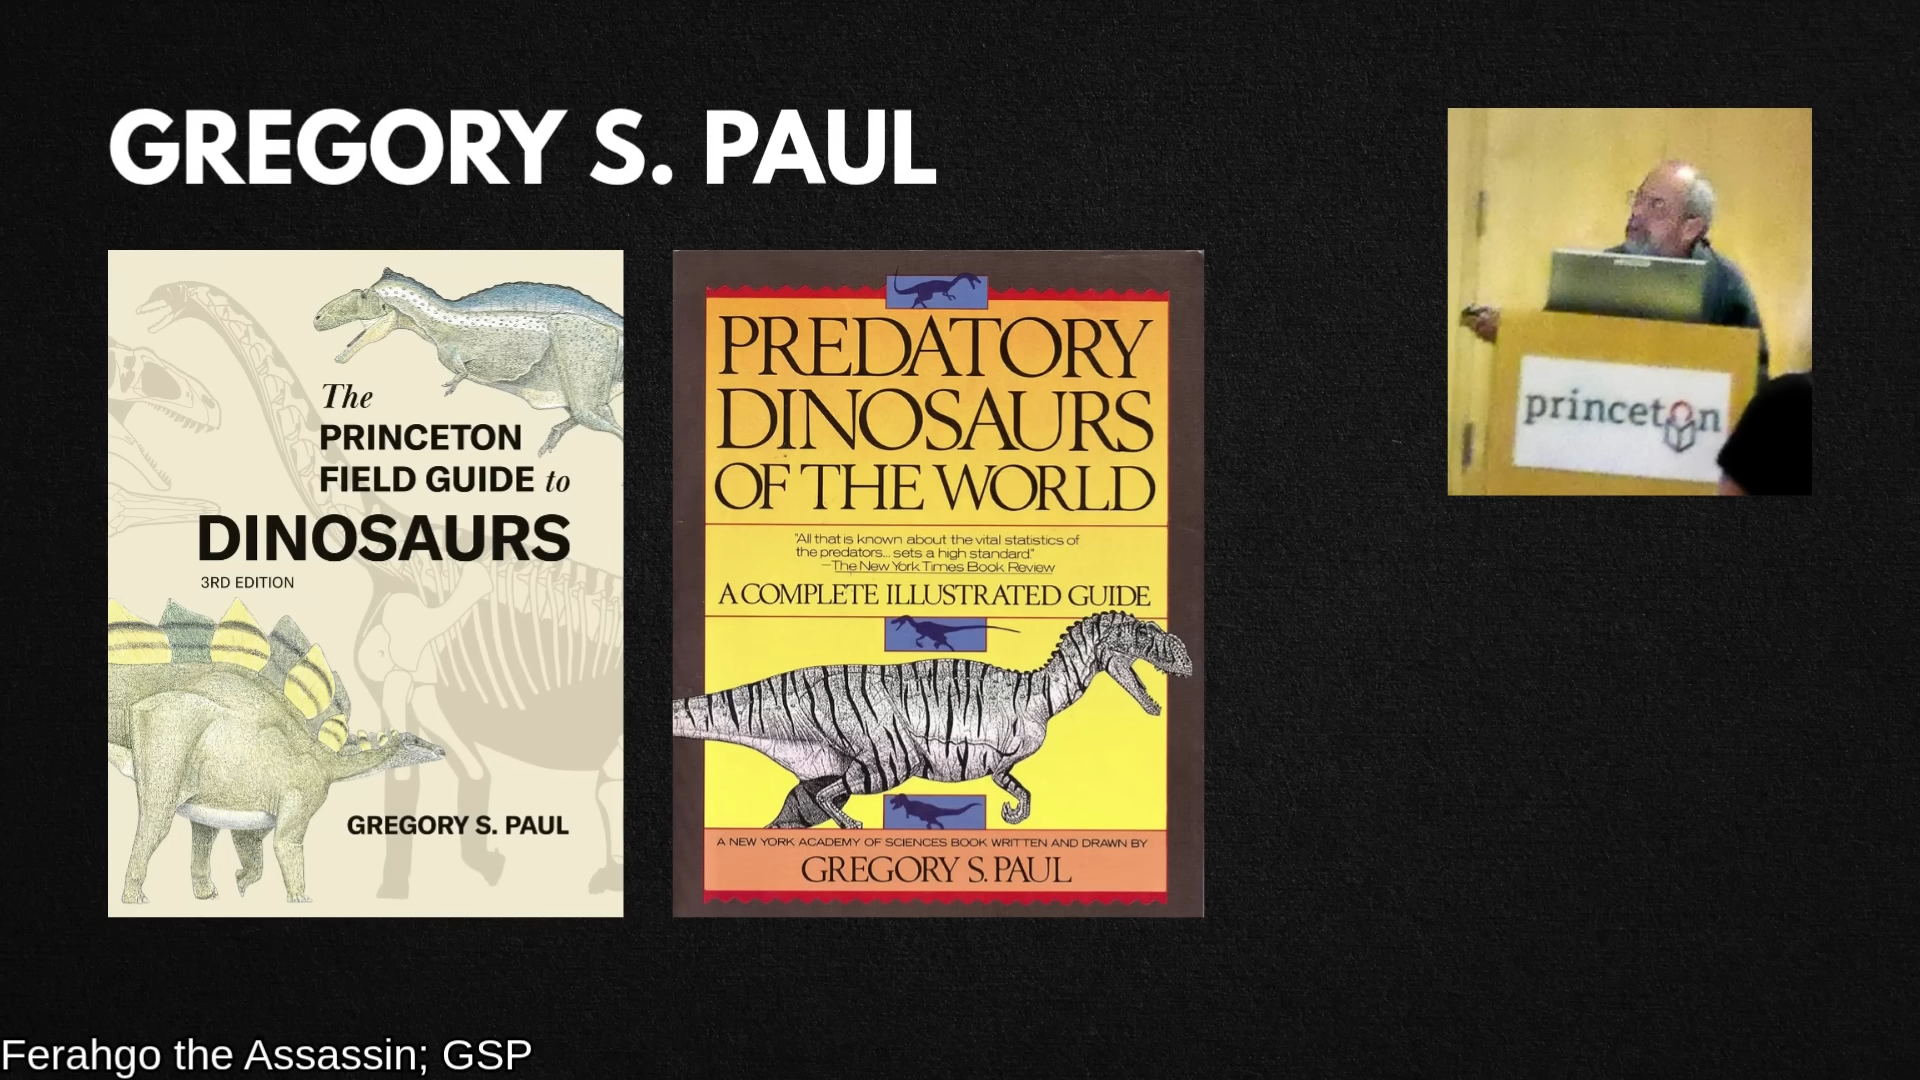 GREGORY S. PAUL
The
PRINCETON
FIELD GUIDE to
DINOSAURS
3RD EDITION
GREGORY S. PAUL
PREDATORY
DINOSAURS
OF THE WORLD
"All that is known about the vital statistics of
the predators... sets a high standard."
—The New York Times Book Review
A COMPLETE ILLUSTRATED GUIDE
A NEW YORK ACADEMY OF SCIENCES BOOK WRITTEN AND DRAWN BY
GREGORY S. PAUL
princeton
Ferahgo the Assassin; GSP